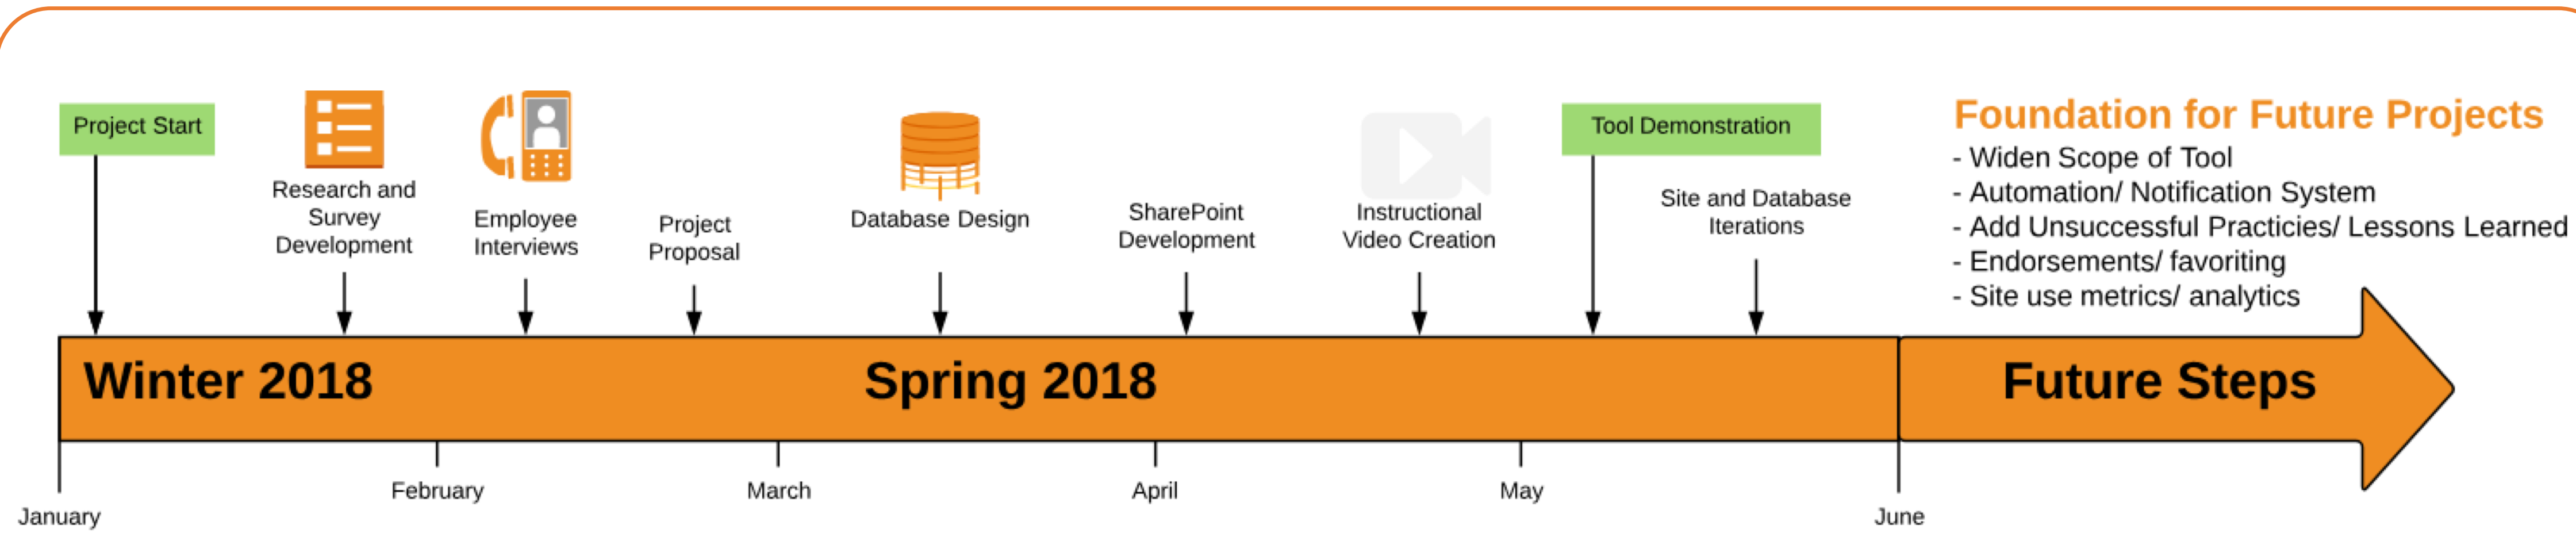 Project Start
Research and
Survey
Development
Employee
Interviews
Project
Proposal
Database Design
SharePoint
Development
Instructional
Video Creation
Tool Demonstration
Site and Database
Iterations
Foundation for Future Projects
- Widen Scope of Tool
- Automation/ Notification System
- Add Unsuccessful Practicies/ Lessons Learned
- Endorsements/ favoriting
- Site use metrics/ analytics
Winter 2018
Spring 2018
Future Steps
January
February
March
April
May
June